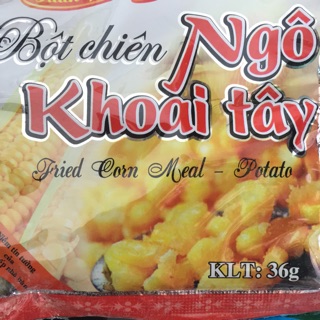 Bột chiên Ngô
Khoai tây
Fried Corn Meal - Potato
KLT: 36g